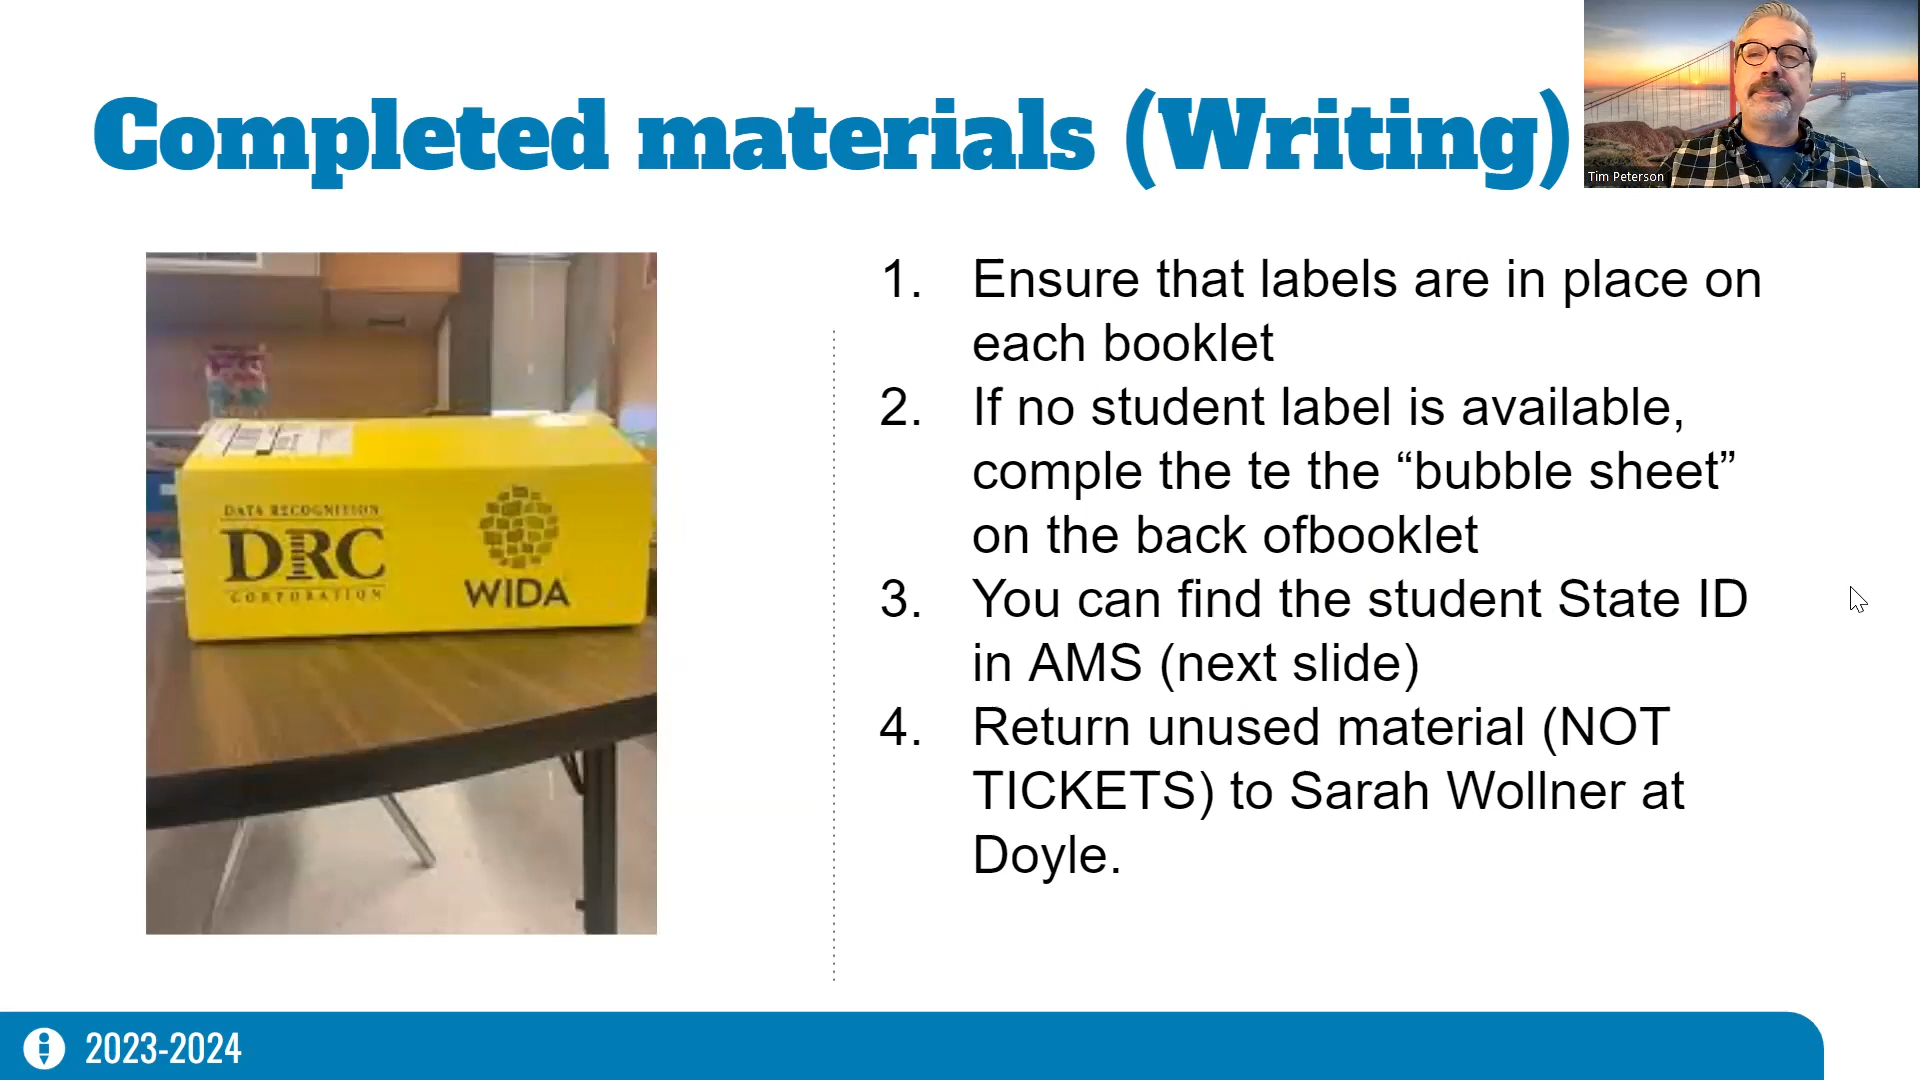 Completed materials (Writing)
Tim Peterson
DATA RECOGNITION
DRC
CORPORATION
WIDA
1. Ensure that labels are in place on
each booklet
2. If no student label is available,
comple the te the “bubble sheet”
on the back ofbooklet
3. You can find the student State ID
in AMS (next slide)
4. Return unused material (NOT
TICKETS) to Sarah Wollner at
Doyle.
2023-2024